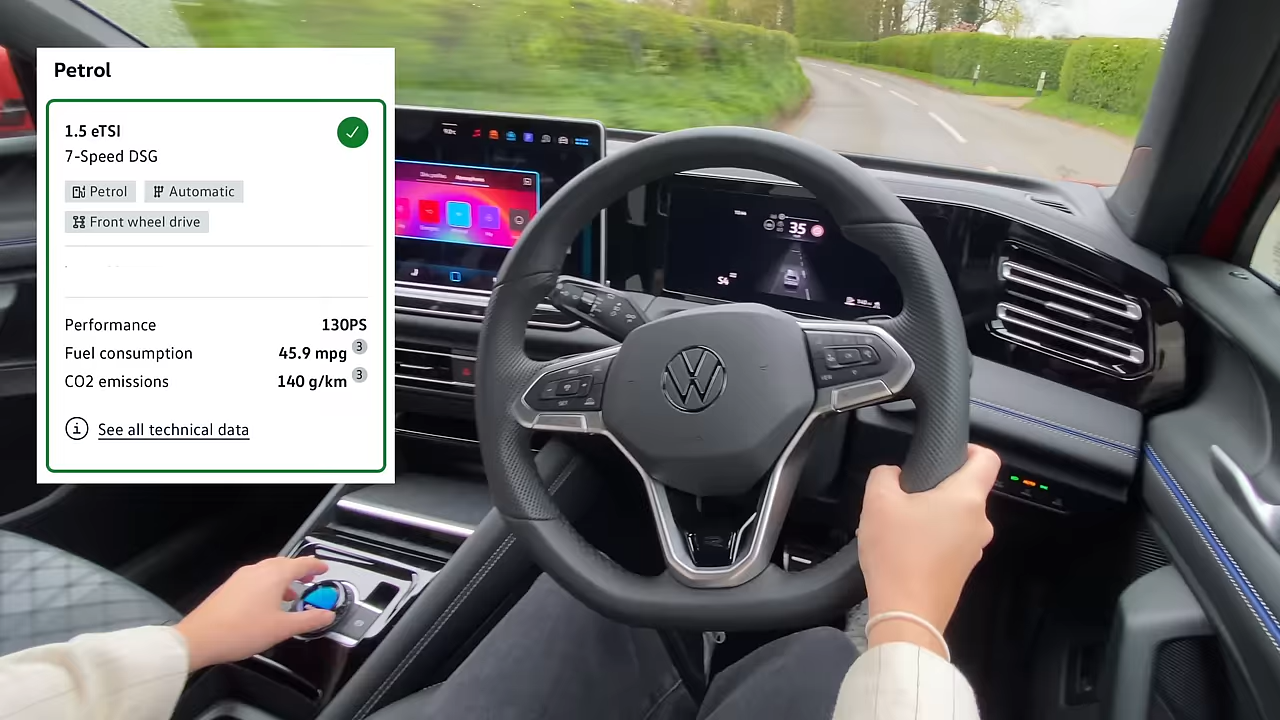 Petrol
1.5 eTSI
7-Speed DSG
Petrol
Automatic
Front wheel drive
Performance 130PS
Fuel consumption 45.9 mpg 3
CO2 emissions 140 g/km 3
See all technical data
35